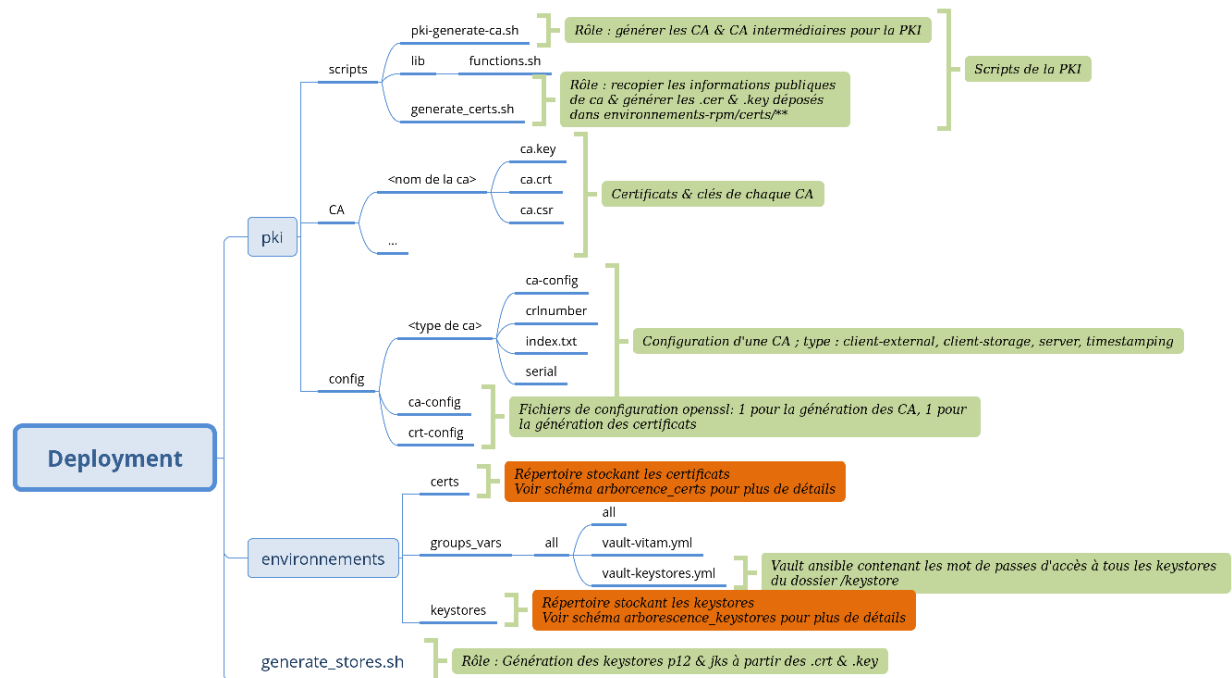 pki-generate-ca.sh
Rôle : générer les CA & CA intermédiaires pour la PKI
scripts
lib
functions.sh
Scripts de la PKI
generate_certs.sh
Rôle : recopier les informations publiques
de ca & générer les .cer & .key déposés
dans environnements-rpm/certs/**
ca.key
<nom de la ca>
ca.crt
Certificats & clés de chaque CA
CA
ca.csr
pki
...
ca-config
crlnumber
<type de ca>
index.txt
Configuration d'une CA ; type : client-external, client-storage, server, timestamping
serial
config
ca-config
Fichiers de configuration openssl: 1 pour la génération des CA, 1 pour
la génération des certificats
crt-config
Deployment
certs
Répertoire stockant les certificats
Voir schéma arborcence_certs pour plus de détails
all
groups_vars
all
vault-vitam.yml
environnements
vault-keystores.yml
Vault ansible contenant les mot de passes d'accès à tous les keystores
du dossier /keystore
keystores
Répertoire stockant les keystores
Voir schéma arborescence_keystores pour plus de détails
generate_stores.sh
Rôle : Génération des keystores p12 & jks à partir des .crt & .key